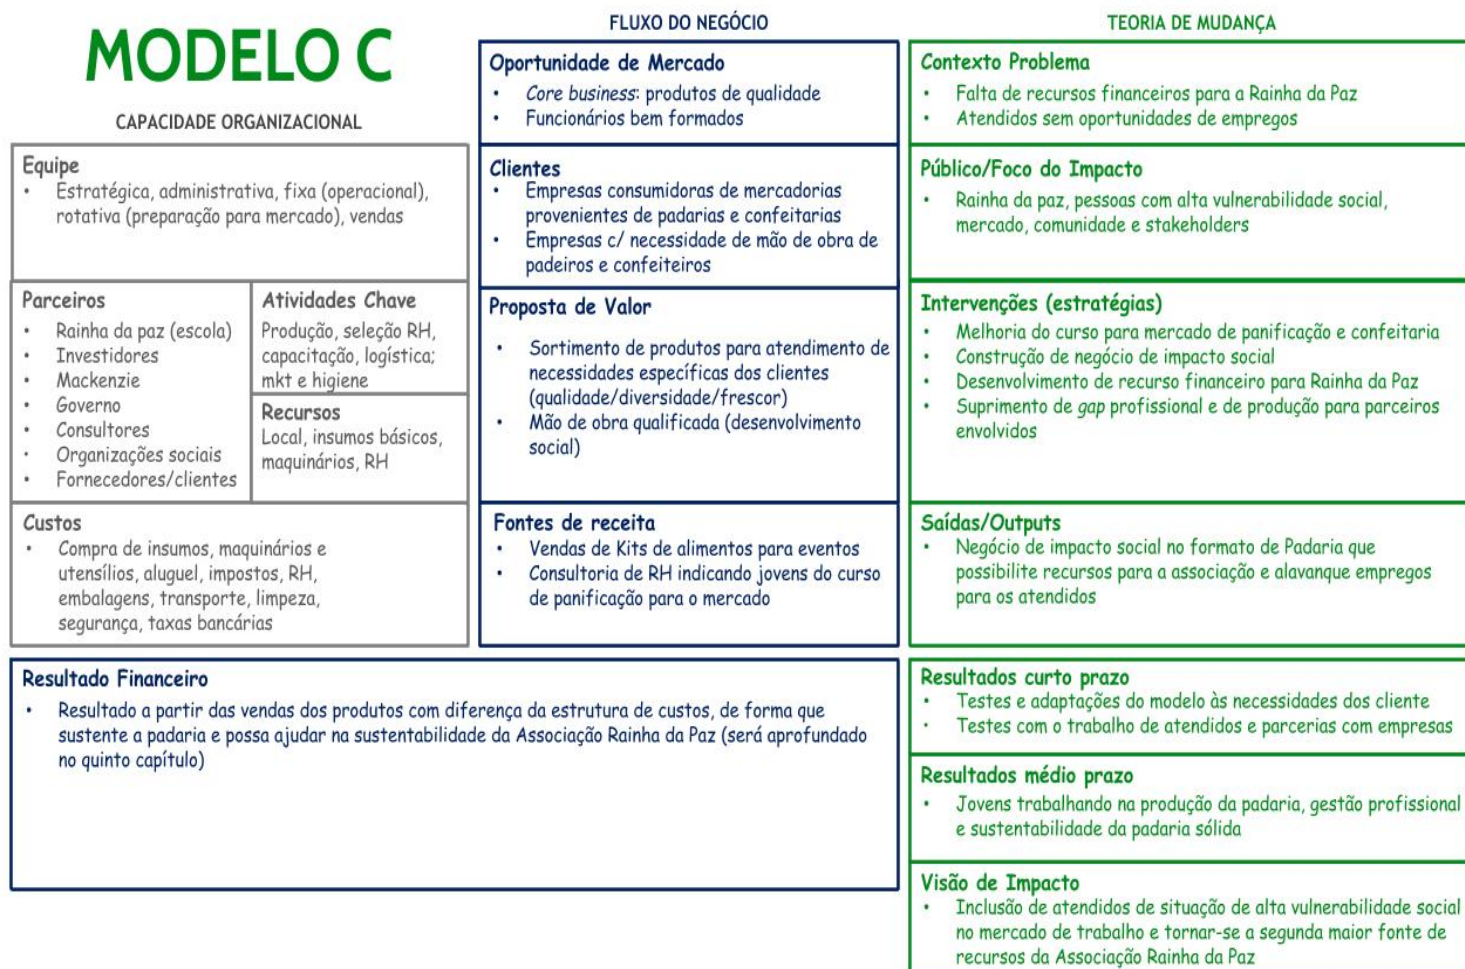 MODELO C
CAPACIDADE ORGANIZACIONAL
Equipe
• Estratégica, administrativa, fixa (operacional),
rotativa (preparação para mercado), vendas
Parceiros
• Rainha da paz (escola)
• Investidores
• Mackenzie
• Governo
• Consultores
• Organizações sociais
• Fornecedores/clientes
Atividades Chave
Produção, seleção RH,
capacitação, logística;
mkt e higiene
Recursos
Local, insumos básicos,
maquinários, RH
Custos
• Compra de insumos, maquinários e
utensílios, aluguel, impostos, RH,
embalagens, transporte, limpeza,
segurança, taxas bancárias
FLUXO DO NEGÓCIO
Oportunidade de Mercado
• Core business: produtos de qualidade
• Funcionários bem formados
Clientes
• Empresas consumidoras de mercadorias
provenientes de padarias e confeitarias
• Empresas c/ necessidade de mão de obra de
padeiros e confeiteiros
Proposta de Valor
• Sortimento de produtos para atendimento de
necessidades específicas dos clientes
(qualidade/diversidade/frescor)
• Mão de obra qualificada (desenvolvimento
social)
Fontes de receita
• Vendas de Kits de alimentos para eventos
• Consultoria de RH indicando jovens do curso
de panificação para o mercado
Resultado Financeiro
• Resultado a partir das vendas dos produtos com diferença da estrutura de custos, de forma que
sustente a padaria e possa ajudar na sustentabilidade da Associação Rainha da Paz (será aprofundado
no quinto capítulo)
TEORIA DE MUDANÇA
Contexto Problema
• Falta de recursos financeiros para a Rainha da Paz
• Atendidos sem oportunidades de empregos
Público/Foco do Impacto
• Rainha da paz, pessoas com alta vulnerabilidade social,
mercado, comunidade e stakeholders
Intervenções (estratégias)
• Melhoria do curso para mercado de panificação e confeitaria
• Construção de negócio de impacto social
• Desenvolvimento de recurso financeiro para Rainha da Paz
• Suprimento de gap profissional e de produção para parceiros
envolvidos
Saídas/Outputs
• Negócio de impacto social no formato de Padaria que
possibilite recursos para a associação e alavanque empregos
para os atendidos
Resultados curto prazo
• Testes e adaptações do modelo às necessidades dos cliente
• Testes com o trabalho de atendidos e parcerias com empresas
Resultados médio prazo
• Jovens trabalhando na produção da padaria, gestão profissional
e sustentabilidade da padaria sólida
Visão de Impacto
• Inclusão de atendidos de situação de alta vulnerabilidade social
no mercado de trabalho e tornar-se a segunda maior fonte de
recursos da Associação Rainha da Paz